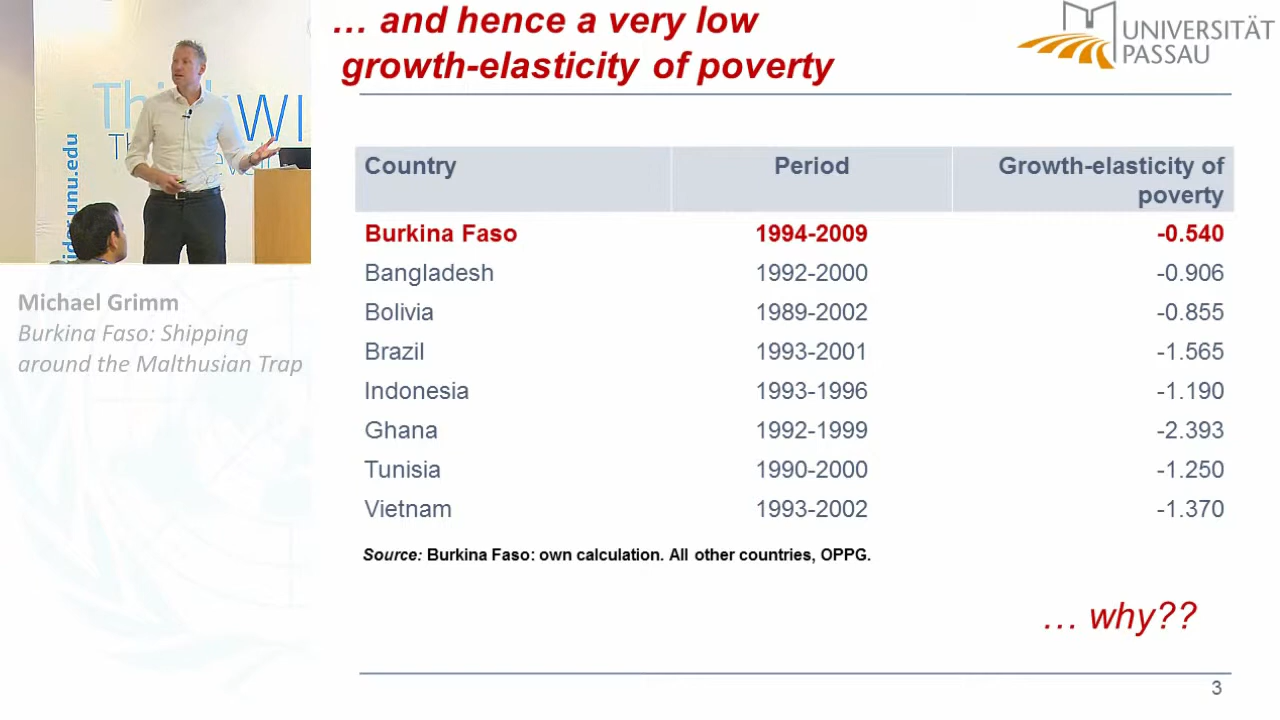 … and hence a very low
growth-elasticity of poverty
UNIVERSITÄT
PASSAU
Country Period Growth-elasticity of poverty
Burkina Faso 1994-2009 -0.540
Bangladesh 1992-2000 -0.906
Bolivia 1989-2002 -0.855
Brazil 1993-2001 -1.565
Indonesia 1993-1996 -1.190
Ghana 1992-1999 -2.393
Tunisia 1990-2000 -1.250
Vietnam 1993-2002 -1.370
Source: Burkina Faso: own calculation. All other countries, OPPG.
… why??
3
Michael Grimm
Burkina Faso: Shipping
around the Malthusian Trap
ider.unu.edu